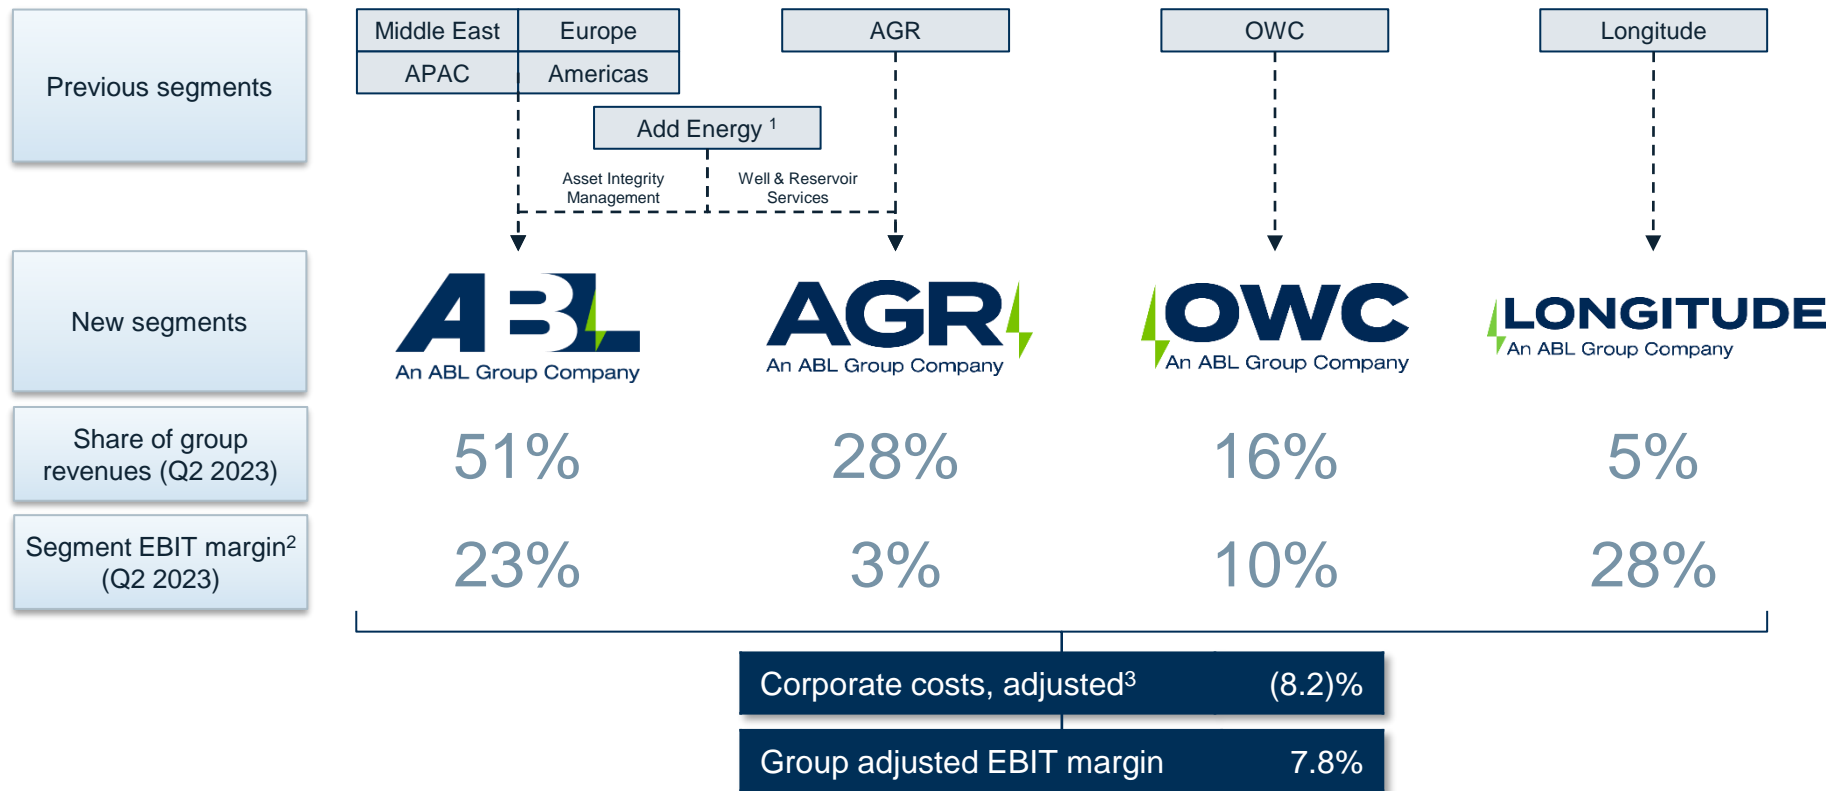 Previous segments
Middle East
Europe
APAC
Americas
AGR
OWC
Longitude
Add Energy 1
Asset Integrity
Management
Well & Reservoir
Services
New segments
ABL
An ABL Group Company
AGR
An ABL Group Company
OWC
An ABL Group Company
LONGITUDE
An ABL Group Company
Share of group
revenues (Q2 2023)
51%
28%
16%
5%
Segment EBIT margin2
(Q2 2023)
23%
3%
10%
28%
Corporate costs, adjusted3 (8.2)%
Group adjusted EBIT margin 7.8%